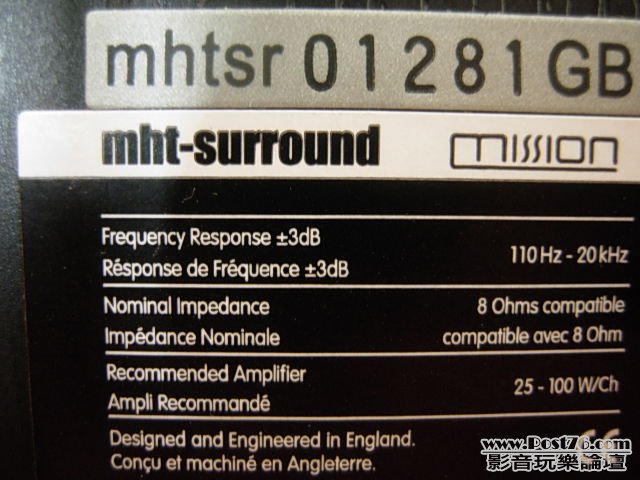 mhtsr 01281GB
mht-surround mission
Frequency Response ±3dB
Résponse de Fréquence ±3dB
110 Hz - 20 kHz
Nominal Impedance 8 Ohms compatible
Impédance Nominale compatible avec 8 Ohm
Recommended Amplifier
Ampli Recommandé
25 - 100 W/Ch
Designed and Engineered in England.
Conçu et machiné en Angleterre.
CE
www.Post76.com
影音玩樂論壇